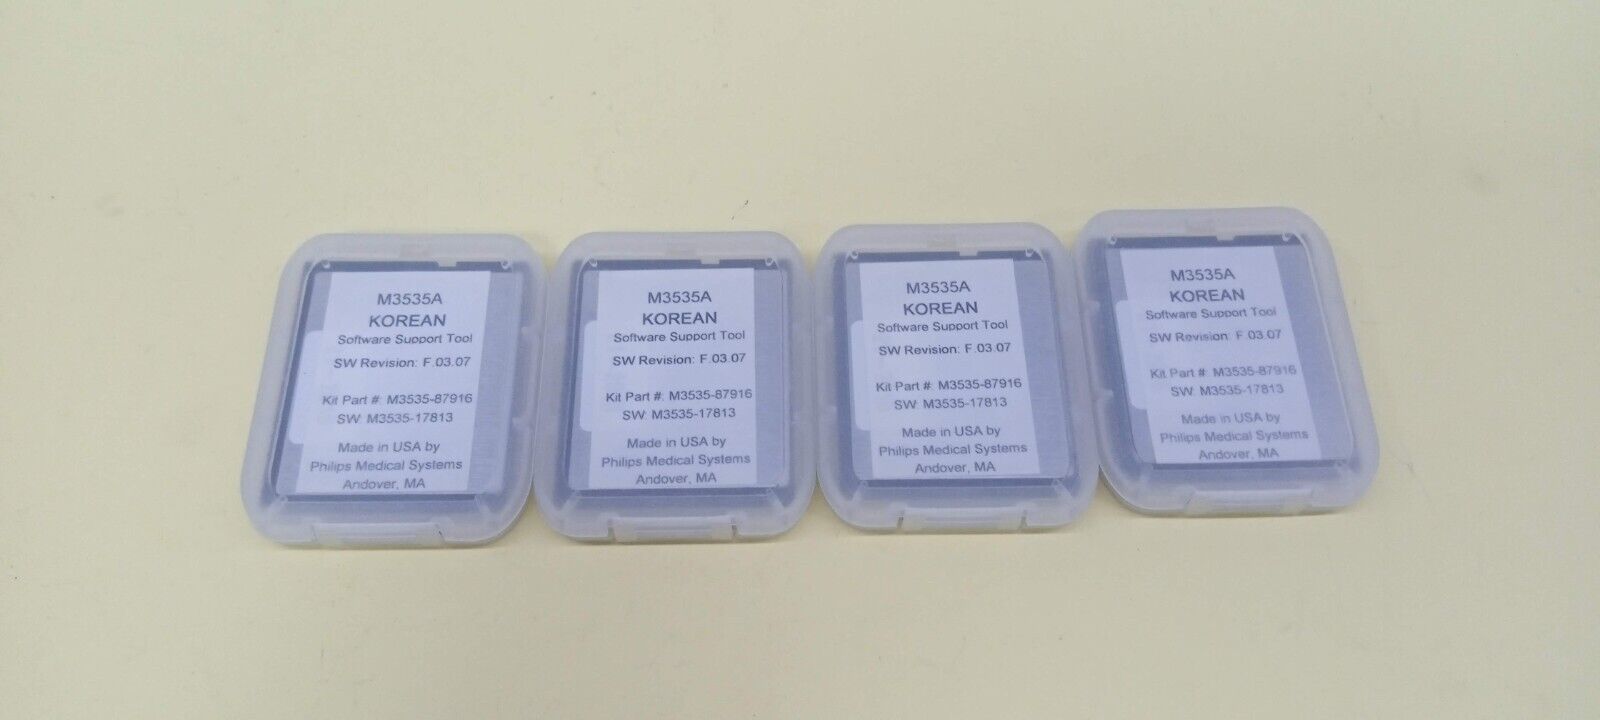 M3535A
KOREAN
Software Support Tool
SW Revision: F.03.07
Kit Part #: M3535-87916
SW: M3535-17813
Made in USA by
Philips Medical Systems
Andover, MA
M3535A
KOREAN
Software Support Tool
SW Revision: F.03.07
Kit Part #: M3535-87916
SW: M3535-17813
Made in USA by
Philips Medical Systems
Andover, MA
M3535A
KOREAN
Software Support Tool
SW Revision: F.03.07
Kit Part #: M3535-87916
SW: M3535-17813
Made in USA by
Philips Medical Systems
Andover, MA
M3535A
KOREAN
Software Support Tool
SW Revision: F.03.07
Kit Part #: M3535-87916
SW: M3535-17813
Made in USA by
Philips Medical Systems
Andover, MA